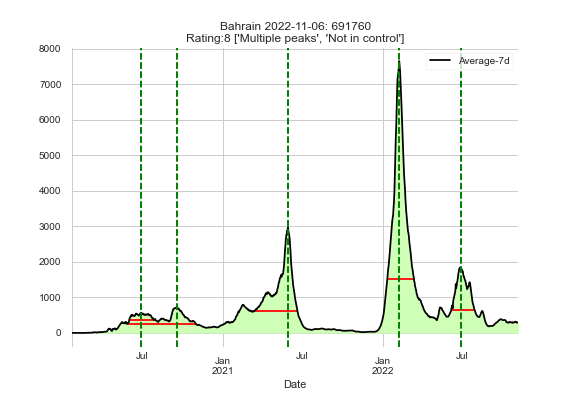 Bahrain 2022-11-06: 691760
Rating:8 ['Multiple peaks', 'Not in control']
Average-7d
8000
7000
6000
5000
4000
3000
2000
1000
0
Jul
Jan
2021
Jul
Jan
2022
Jul
Date